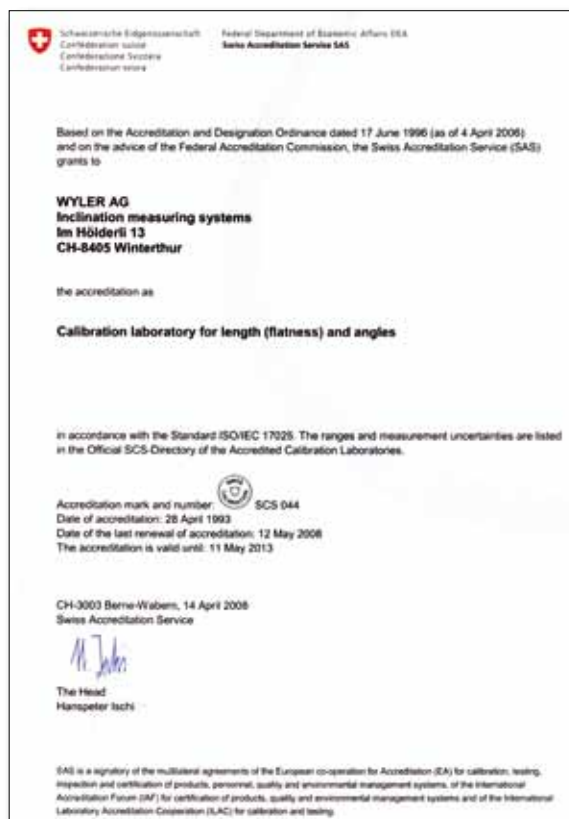 Schweizerische Eidgenossenschaft
Confédération suisse
Confederazione Svizzera
Confederaziun svizra
Federal Department of Economic Affairs DEA
Swiss Accreditation Service SAS
Based on the Accreditation and Designation Ordinance dated 17 June 1996 (as of 4 April 2006)
and on the advice of the Federal Accreditation Commission, the Swiss Accreditation Service (SAS)
grants to
WYLER AG
Inclination measuring systems
Im Hölderli 13
CH-8405 Winterthur
the accreditation as
Calibration laboratory for length (flatness) and angles
in accordance with the Standard ISO/IEC 17025. The ranges and measurement uncertainties are listed
in the Official SCS-Directory of the Accredited Calibration Laboratories.
Accreditation mark and number: SCS 044
Date of accreditation: 28 April 1993
Date of the last renewal of accreditation: 12 May 2008
The accreditation is valid until: 11 May 2013
CH-3003 Berne-Wabern, 14 April 2008
Swiss Accreditation Service
The Head
Hanspeter Ischi
SAS is a signatory of the multilateral agreements of the European co-operation for Accreditation (EA) for calibration, testing,
inspection and certification of products, personnel, quality and environmental management systems, of the International
Accreditation Forum (IAF) for certification of products, quality and environmental management systems and of the International
Laboratory Accreditation Cooperation (ILAC) for calibration and testing.